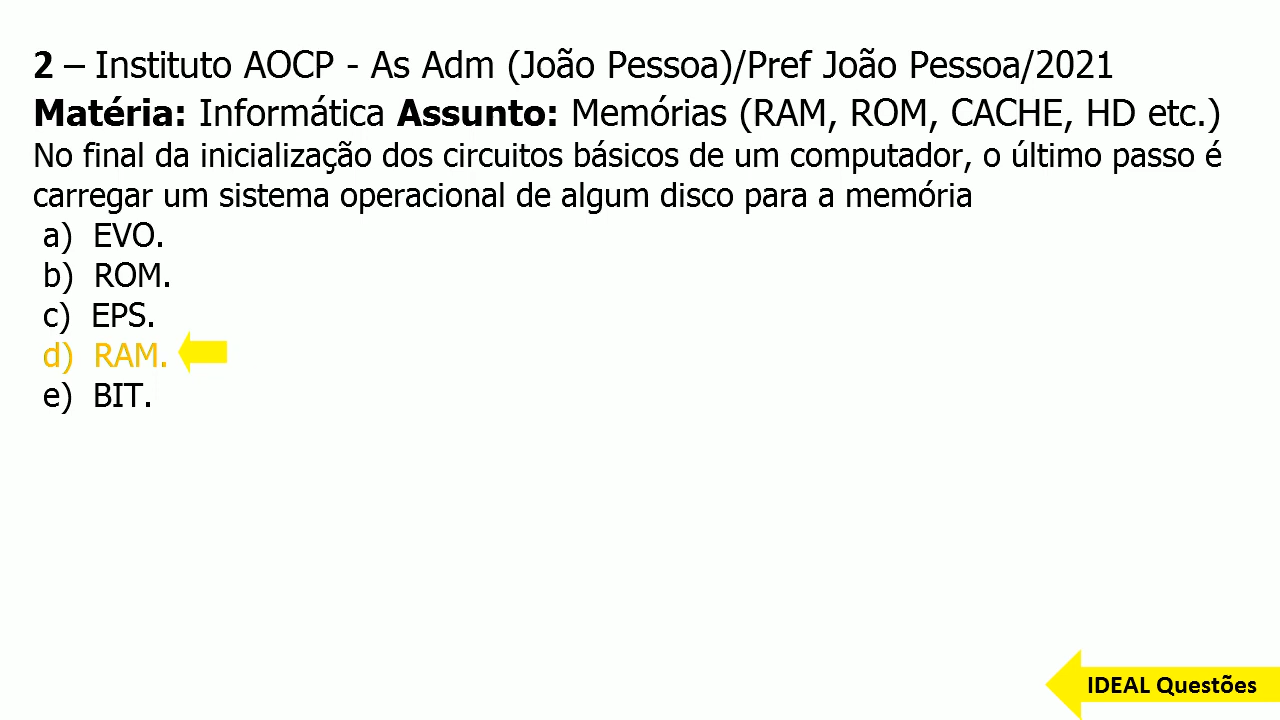 2 – Instituto AOCP - As Adm (João Pessoa)/Pref João Pessoa/2021
Matéria: Informática Assunto: Memórias (RAM, ROM, CACHE, HD etc.)
No final da inicialização dos circuitos básicos de um computador, o último passo é
carregar um sistema operacional de algum disco para a memória
a) EVO.
b) ROM.
c) EPS.
d) RAM.
e) BIT.
IDEAL Questões